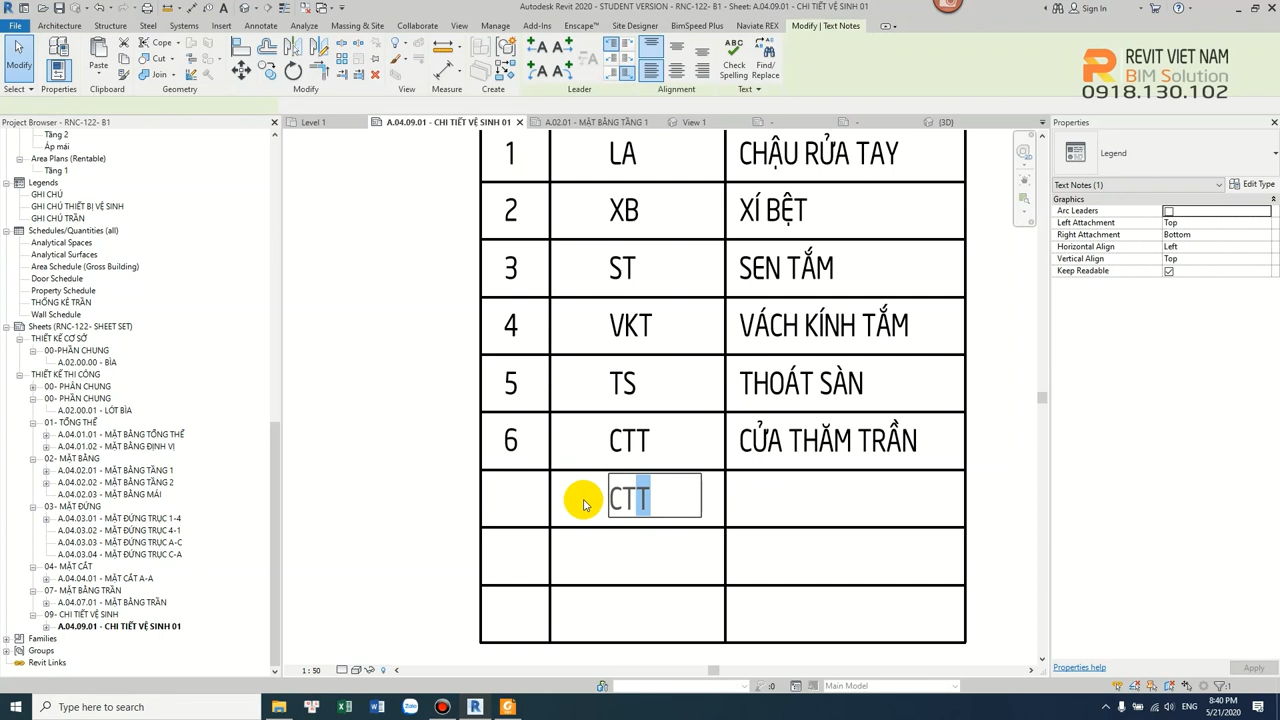 Autodesk Revit 2020 - STUDENT VERSION - RNC-122- B1 - Sheet: A.04.09.01 - CHI TIẾT VỆ SINH 01
Sign In
File Architecture Structure Steel Systems Insert Annotate Analyze Massing & Site Collaborate View Manage Add-Ins Enscape™ Site Designer BimSpeed Plus Naviate REX Modify | Text Notes
Modify
Properties
Paste
Cope
Cut
Join
Check Spelling
Find/ Replace
Select Properties Clipboard Geometry Modify View Measure Create Leader Alignment Text
REVIT VIET NAM
BIM Solution
0918.130.102
Project Browser - RNC-122- B1
Level 1
A.04.09.01 - CHI TIẾT VỆ SINH 01
A.02.01 - MẶT BẰNG TẦNG 1
View 1
-
-
{3D}
Properties
Tầng 2
Áp mái
Area Plans (Rentable)
Tầng 1
Legends
GHI CHÚ
GHI CHÚ THIẾT BỊ VỆ SINH
GHI CHÚ TRẦN
Schedules/Quantities (all)
Analytical Spaces
Analytical Surfaces
Area Schedule (Gross Building)
Door Schedule
Property Schedule
THỐNG KÊ TRẦN
Wall Schedule
Sheets (RNC-122- SHEET SET)
THIẾT KẾ CƠ SỞ
00-PHẦN CHUNG
A.02.00.00 - BÌA
THIẾT KẾ THI CÔNG
00- PHÂN CHUNG
00- PHẦN CHUNG
A.02.00.01 - LÓT BÌA
01- TỔNG THỂ
A.04.01.01 - MẶT BẰNG TỔNG THỂ
A.04.01.02 - MẶT BẰNG ĐỊNH VỊ
02- MẶT BẰNG
A.04.02.01 - MẶT BẰNG TẦNG 1
A.04.02.02 - MẶT BẰNG TẦNG 2
A.04.02.03 - MẶT BẰNG MÁI
03- MẶT ĐỨNG
A.04.03.01 - MẶT ĐỨNG TRỤC 1-4
A.04.03.02 - MẶT ĐỨNG TRỤC 4-1
A.04.03.03 - MẶT ĐỨNG TRỤC A-C
A.04.03.04 - MẶT ĐỨNG TRỤC C-A
04- MẶT CẮT
A.04.04.01 - MẶT CẮT A-A
07- MẶT BẰNG TRẦN
A.04.07.01 - MẶT BẰNG TRẦN
09- CHI TIẾT VỆ SINH
A.04.09.01 - CHI TIẾT VỆ SINH 01
Families
Groups
Revit Links
1 LA CHẬU RỬA TAY
2 XB XÍ BỆT
3 ST SEN TẮM
4 VKT VÁCH KÍNH TẮM
5 TS THOÁT SÀN
6 CTT CỬA THĂM TRẦN
CTT
1 : 50
Legend
Text Notes (1) Edit Type
Graphics
Arc Leaders
Left Attachment Top
Right Attachment Bottom
Horizontal Align Left
Vertical Align Top
Keep Readable
Properties help
Apply
:0
Main Model
:1
Type here to search
ENG
8:40 PM
5/21/2020